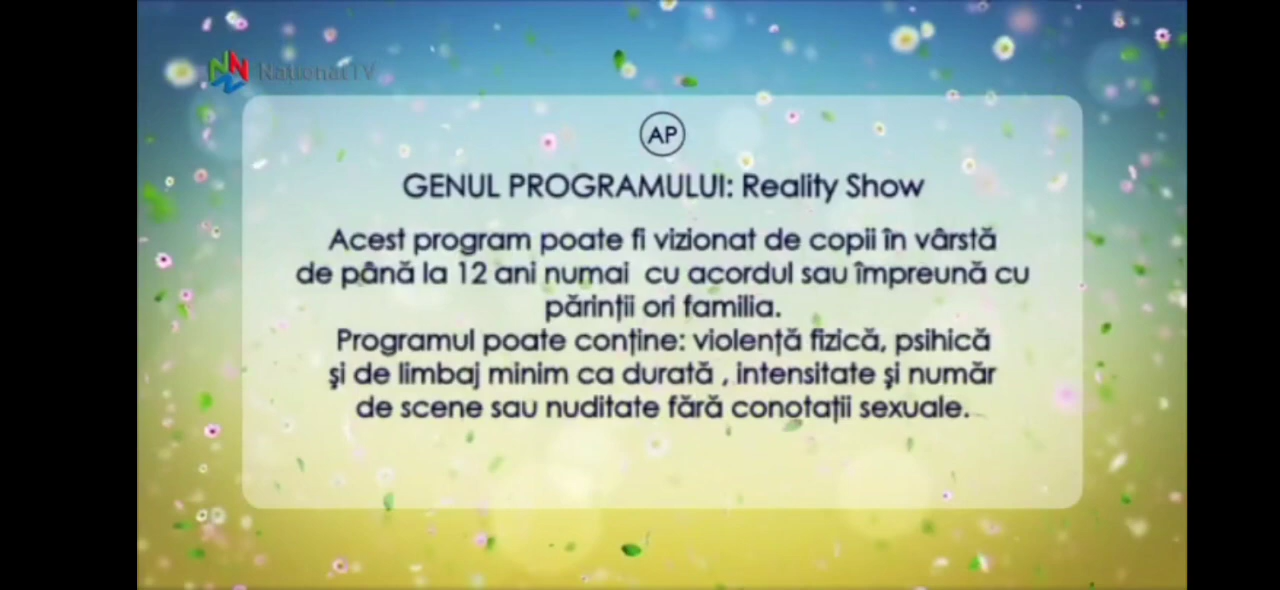 National TV
AP
GENUL PROGRAMULUI: Reality Show
Acest program poate fi vizionat de copii în vârstă
de până la 12 ani numai cu acordul sau împreună cu
părinții ori familia.
Programul poate conține: violență fizică, psihică
şi de limbaj minim ca durată , intensitate şi număr
de scene sau nuditate fără conotații sexuale.